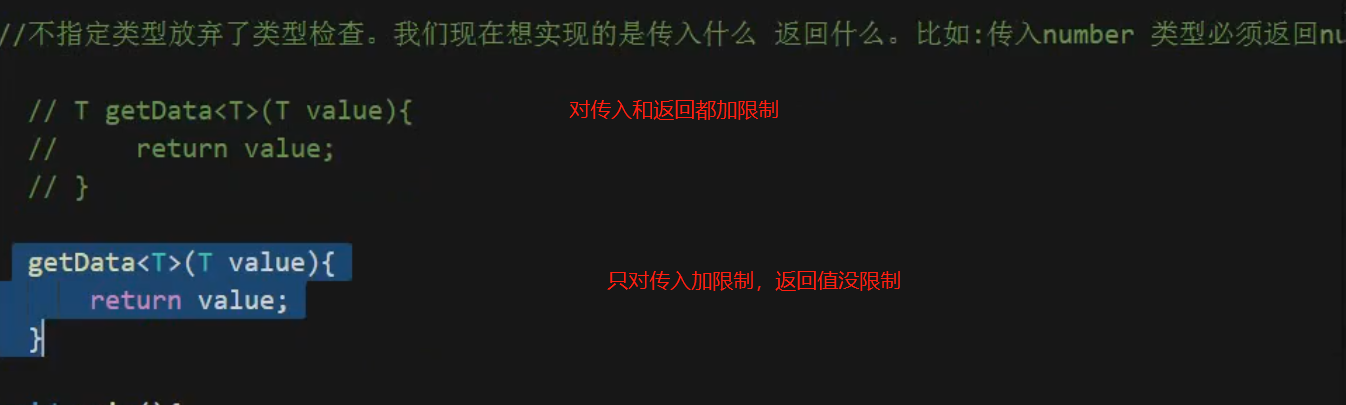 //不指定类型放弃了类型检查。我们现在想实现的是传入什么 返回什么。比如:传入number 类型必须返回nu
// T getData<T>(T value){
对传入和返回都加限制
// return value;
// }
getData<T>(T value){
只对传入加限制，返回值没限制
return value;
}